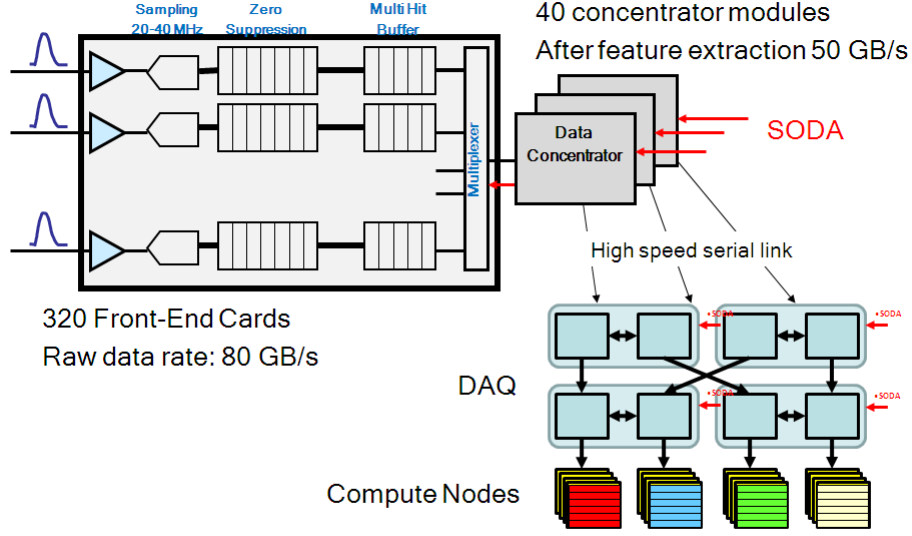 Sampling
20-40 MHz
Zero
Suppression
Multi Hit
Buffer
Multiplexer
40 concentrator modules
After feature extraction 50 GB/s
Data
Concentrator
SODA
High speed serial link
320 Front-End Cards
Raw data rate: 80 GB/s
•SODA
•SODA
DAQ
•SODA
•SODA
Compute Nodes